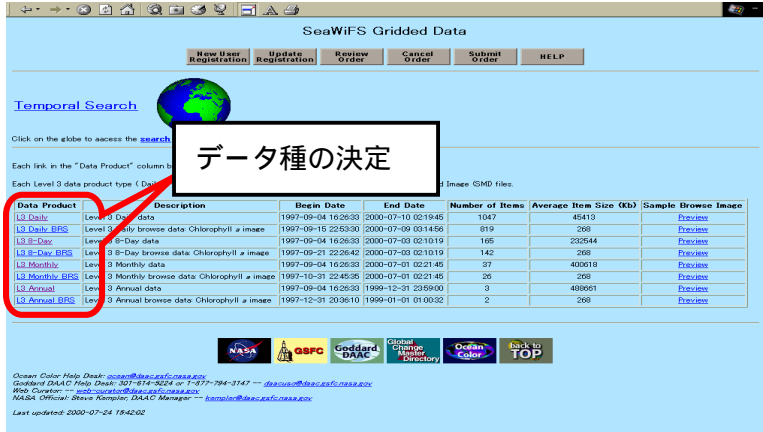 SeaWiFS Gridded Data
New User Registration
Update Registration
Review Order
Cancel Order
Submit Order
HELP
Temporal Search
Click on the globe to aacess the search
データ種の決定
Each link in the "Data Product" column b
Each Level 3 data product type ( Dail
d Image (SMI) files.
Data Product Description Begin Date End Date Number of Items Average Item Size (Kb) Sample Browse Image
L3 Daily Level 3 Daily data 1997-09-04 16:26:33 2000-07-10 02:19:45 1047 45413 Preview
L3 Daily BRS Level 3 Daily browse data: Chlorophyll a image 1997-09-15 22:53:30 2000-07-09 03:14:56 819 268 Preview
L3 8-Day Level 3 8-Day data 1997-09-04 16:26:33 2000-07-03 02:10:19 165 232544 Preview
L3 8-Day BRS Level 3 8-Day browse data: Chlorophyll a image 1997-09-21 22:26:42 2000-07-03 02:10:19 142 268 Preview
L3 Monthly Level 3 Monthly data 1997-09-04 16:26:33 2000-07-01 02:21:45 37 400618 Preview
L3 Monthly BRS Level 3 Monthly browse data: Chlorophyll a image 1997-10-31 22:45:35 2000-07-01 02:21:45 26 268 Preview
L3 Annual Level 3 Annual data 1997-09-04 16:26:33 1999-12-31 23:59:00 3 488661 Preview
L3 Annual BRS Level 3 Annual browse data: Chlorophyll a image 1997-12-31 20:36:10 1999-01-01 01:00:32 2 268 Preview
NASA
GSFC
Goddard DAAC
Global Change Master Directory
Ocean Color
back to TOP
Ocean Color Help Desk: ocean@daac.gsfc.nasa.gov
Goddard DAAC Help Desk: 301-614-5224 or 1-877-794-3147 -- daacuso@daac.gsfc.nasa.gov
Web Curator: -- web-curator@daac.gsfc.nasa.gov
NASA Official: Steve Kempler, DAAC Manager -- kempler@daac.gsfc.nasa.gov
Last updated: 2000-07-24 15:42:02